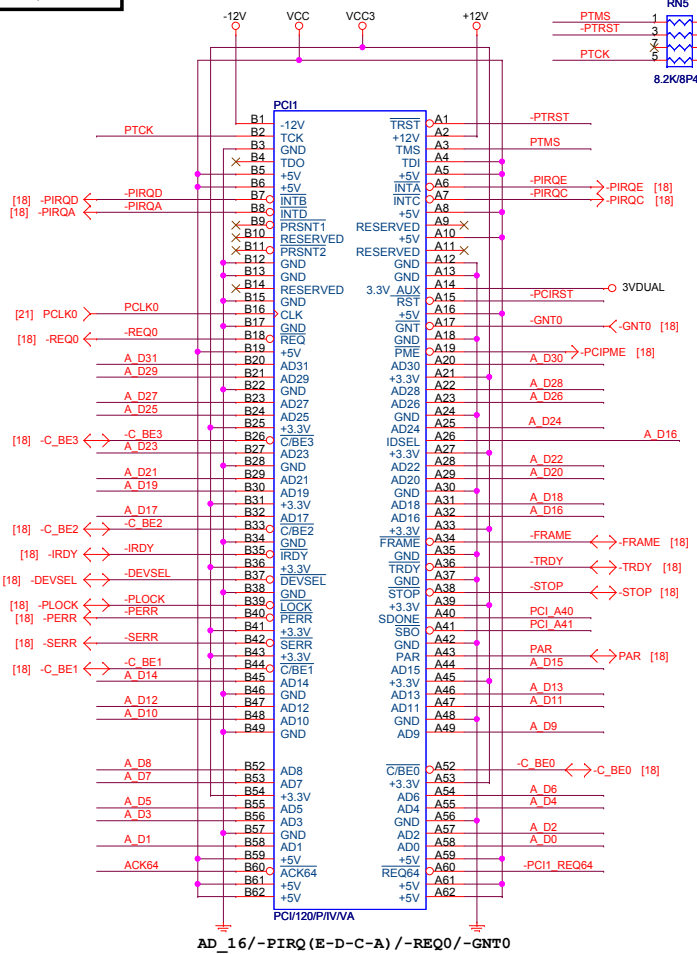 RN5
PTMS 1
-PTRST 3
7
PTCK 5
8.2K/8P4
-12V VCC VCC3 +12V
PCI1
B1 -12V TRST A1 -PTRST
PTCK B2 TCK +12V A2
B3 GND TMS A3 PTMS
B4 TDO TDI A4
B5 +5V +5V A5
B6 +5V INTA A6 -PIRQE -PIRQE [18]
[18] -PIRQD -PIRQD B7 INTB INTC A7 -PIRQC -PIRQC [18]
[18] -PIRQA -PIRQA B8 INTD +5V A8
B9 PRSNT1 RESERVED A9
B10 RESERVED +5V A10
B11 PRSNT2 RESERVED A11
B12 GND GND A12
B13 GND GND A13
B14 RESERVED 3.3V_AUX A14 3VDUAL
B15 GND RST A15 -PCIRST
[21] PCLK0 PCLK0 B16 CLK +5V A16
B17 GND GNT A17 -GNT0 -GNT0 [18]
[18] -REQ0 -REQ0 B18 REQ GND A18
B19 +5V PME A19 -PCIPME [18]
A_D31 B20 AD31 AD30 A20 A_D30
A_D29 B21 AD29 +3.3V A21
B22 GND AD28 A22 A_D28
A_D27 B23 AD27 AD26 A23 A_D26
A_D25 B24 AD25 GND A24
B25 +3.3V AD24 A25 A_D24
[18] -C_BE3 -C_BE3 B26 C/BE3 IDSEL A26 A_D16
A_D23 B27 AD23 +3.3V A27
B28 GND AD22 A28 A_D22
A_D21 B29 AD21 AD20 A29 A_D20
A_D19 B30 AD19 GND A30
B31 +3.3V AD18 A31 A_D18
A_D17 B32 AD17 AD16 A32 A_D16
[18] -C_BE2 -C_BE2 B33 C/BE2 +3.3V A33
B34 GND FRAME A34 -FRAME -FRAME [18]
[18] -IRDY -IRDY B35 IRDY GND A35
B36 +3.3V TRDY A36 -TRDY -TRDY [18]
[18] -DEVSEL -DEVSEL B37 DEVSEL GND A37
B38 GND STOP A38 -STOP -STOP [18]
[18] -PLOCK -PLOCK B39 LOCK +3.3V A39
[18] -PERR -PERR B40 PERR SDONE A40 PCI_A40
B41 +3.3V SBO A41 PCI_A41
[18] -SERR -SERR B42 SERR GND A42
B43 +3.3V PAR A43 PAR PAR [18]
[18] -C_BE1 -C_BE1 B44 C/BE1 AD15 A44 A_D15
A_D14 B45 AD14 +3.3V A45
B46 GND AD13 A46 A_D13
A_D12 B47 AD12 AD11 A47 A_D11
A_D10 B48 AD10 GND A48
B49 GND AD9 A49 A_D9
A_D8 B52 AD8 C/BE0 A52 -C_BE0 -C_BE0 [18]
A_D7 B53 AD7 +3.3V A53
B54 +3.3V AD6 A54 A_D6
A_D5 B55 AD5 AD4 A55 A_D4
A_D3 B56 AD3 GND A56
B57 GND AD2 A57 A_D2
A_D1 B58 AD1 AD0 A58 A_D0
B59 +5V +5V A59
ACK64 B60 ACK64 REQ64 A60 -PCI1_REQ64
B61 +5V +5V A61
B62 +5V +5V A62
PCI/120/P/IV/VA
AD_16/-PIRQ(E-D-C-A)/-REQ0/-GNT0